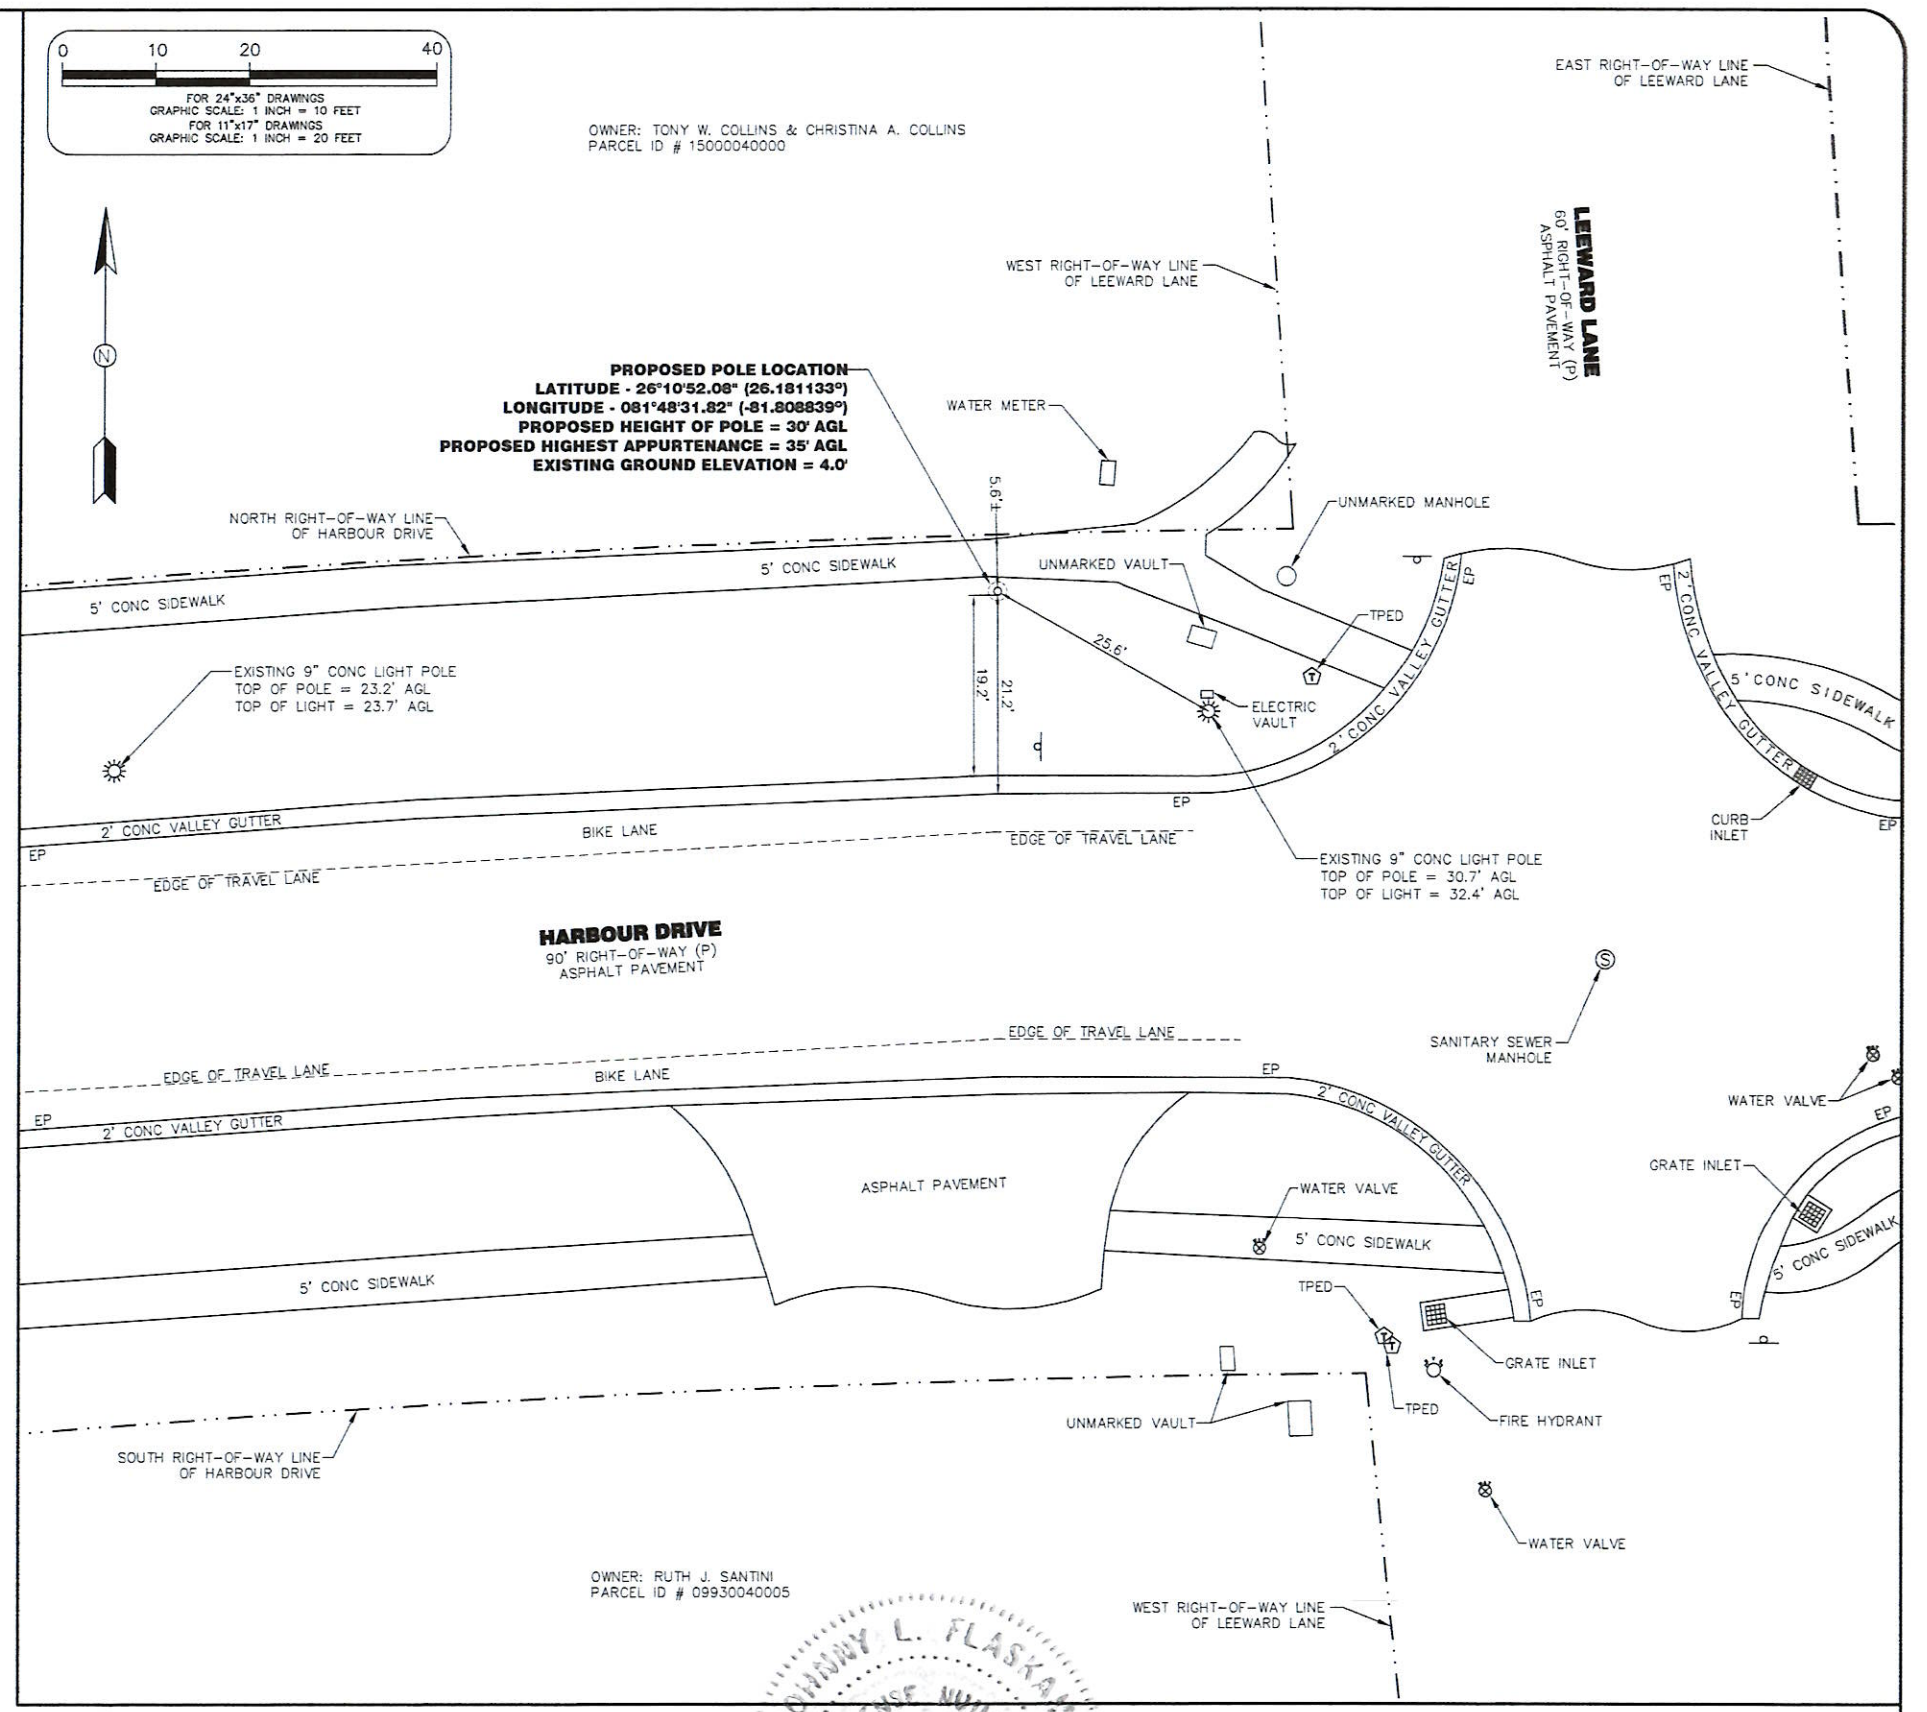 0 10 20 40
FOR 24"x36" DRAWINGS
GRAPHIC SCALE: 1 INCH = 10 FEET
FOR 11"x17" DRAWINGS
GRAPHIC SCALE: 1 INCH = 20 FEET
OWNER: TONY W. COLLINS & CHRISTINA A. COLLINS
PARCEL ID # 15000040000
EAST RIGHT-OF-WAY LINE
OF LEEWARD LANE
LEEWARD LANE
60' RIGHT-OF-WAY (P)
ASPHALT PAVEMENT
WEST RIGHT-OF-WAY LINE
OF LEEWARD LANE
N
PROPOSED POLE LOCATION
LATITUDE - 26°10'52.08" (26.181133°)
LONGITUDE - 081°48'31.82" (-81.808839°)
PROPOSED HEIGHT OF POLE = 30' AGL
PROPOSED HIGHEST APPURTENANCE = 35' AGL
EXISTING GROUND ELEVATION = 4.0'
WATER METER
5.6'±
UNMARKED MANHOLE
NORTH RIGHT-OF-WAY LINE
OF HARBOUR DRIVE
5' CONC SIDEWALK
5' CONC SIDEWALK
UNMARKED VAULT
TPED
T
25.6'
19.2'
21.2'
ELECTRIC
VAULT
EXISTING 9" CONC LIGHT POLE
TOP OF POLE = 23.2' AGL
TOP OF LIGHT = 23.7' AGL
2' CONC VALLEY GUTTER
EP
EP
2' CONC VALLEY GUTTER
5' CONC SIDEWALK
CURB
INLET
EP
EP
2' CONC VALLEY GUTTER
EP
BIKE LANE
EDGE OF TRAVEL LANE
EDGE OF TRAVEL LANE
EXISTING 9" CONC LIGHT POLE
TOP OF POLE = 30.7' AGL
TOP OF LIGHT = 32.4' AGL
HARBOUR DRIVE
90' RIGHT-OF-WAY (P)
ASPHALT PAVEMENT
S
SANITARY SEWER
MANHOLE
EDGE OF TRAVEL LANE
EDGE OF TRAVEL LANE
BIKE LANE
EP
EP
2' CONC VALLEY GUTTER
2' CONC VALLEY GUTTER
WATER VALVE
EP
GRATE INLET
ASPHALT PAVEMENT
WATER VALVE
5' CONC SIDEWALK
5' CONC SIDEWALK
5' CONC SIDEWALK
TPED
T
T
EP
EP
GRATE INLET
TPED
FIRE HYDRANT
UNMARKED VAULT
SOUTH RIGHT-OF-WAY LINE
OF HARBOUR DRIVE
WATER VALVE
OWNER: RUTH J. SANTINI
PARCEL ID # 09930040005
WEST RIGHT-OF-WAY LINE
OF LEEWARD LANE
L.